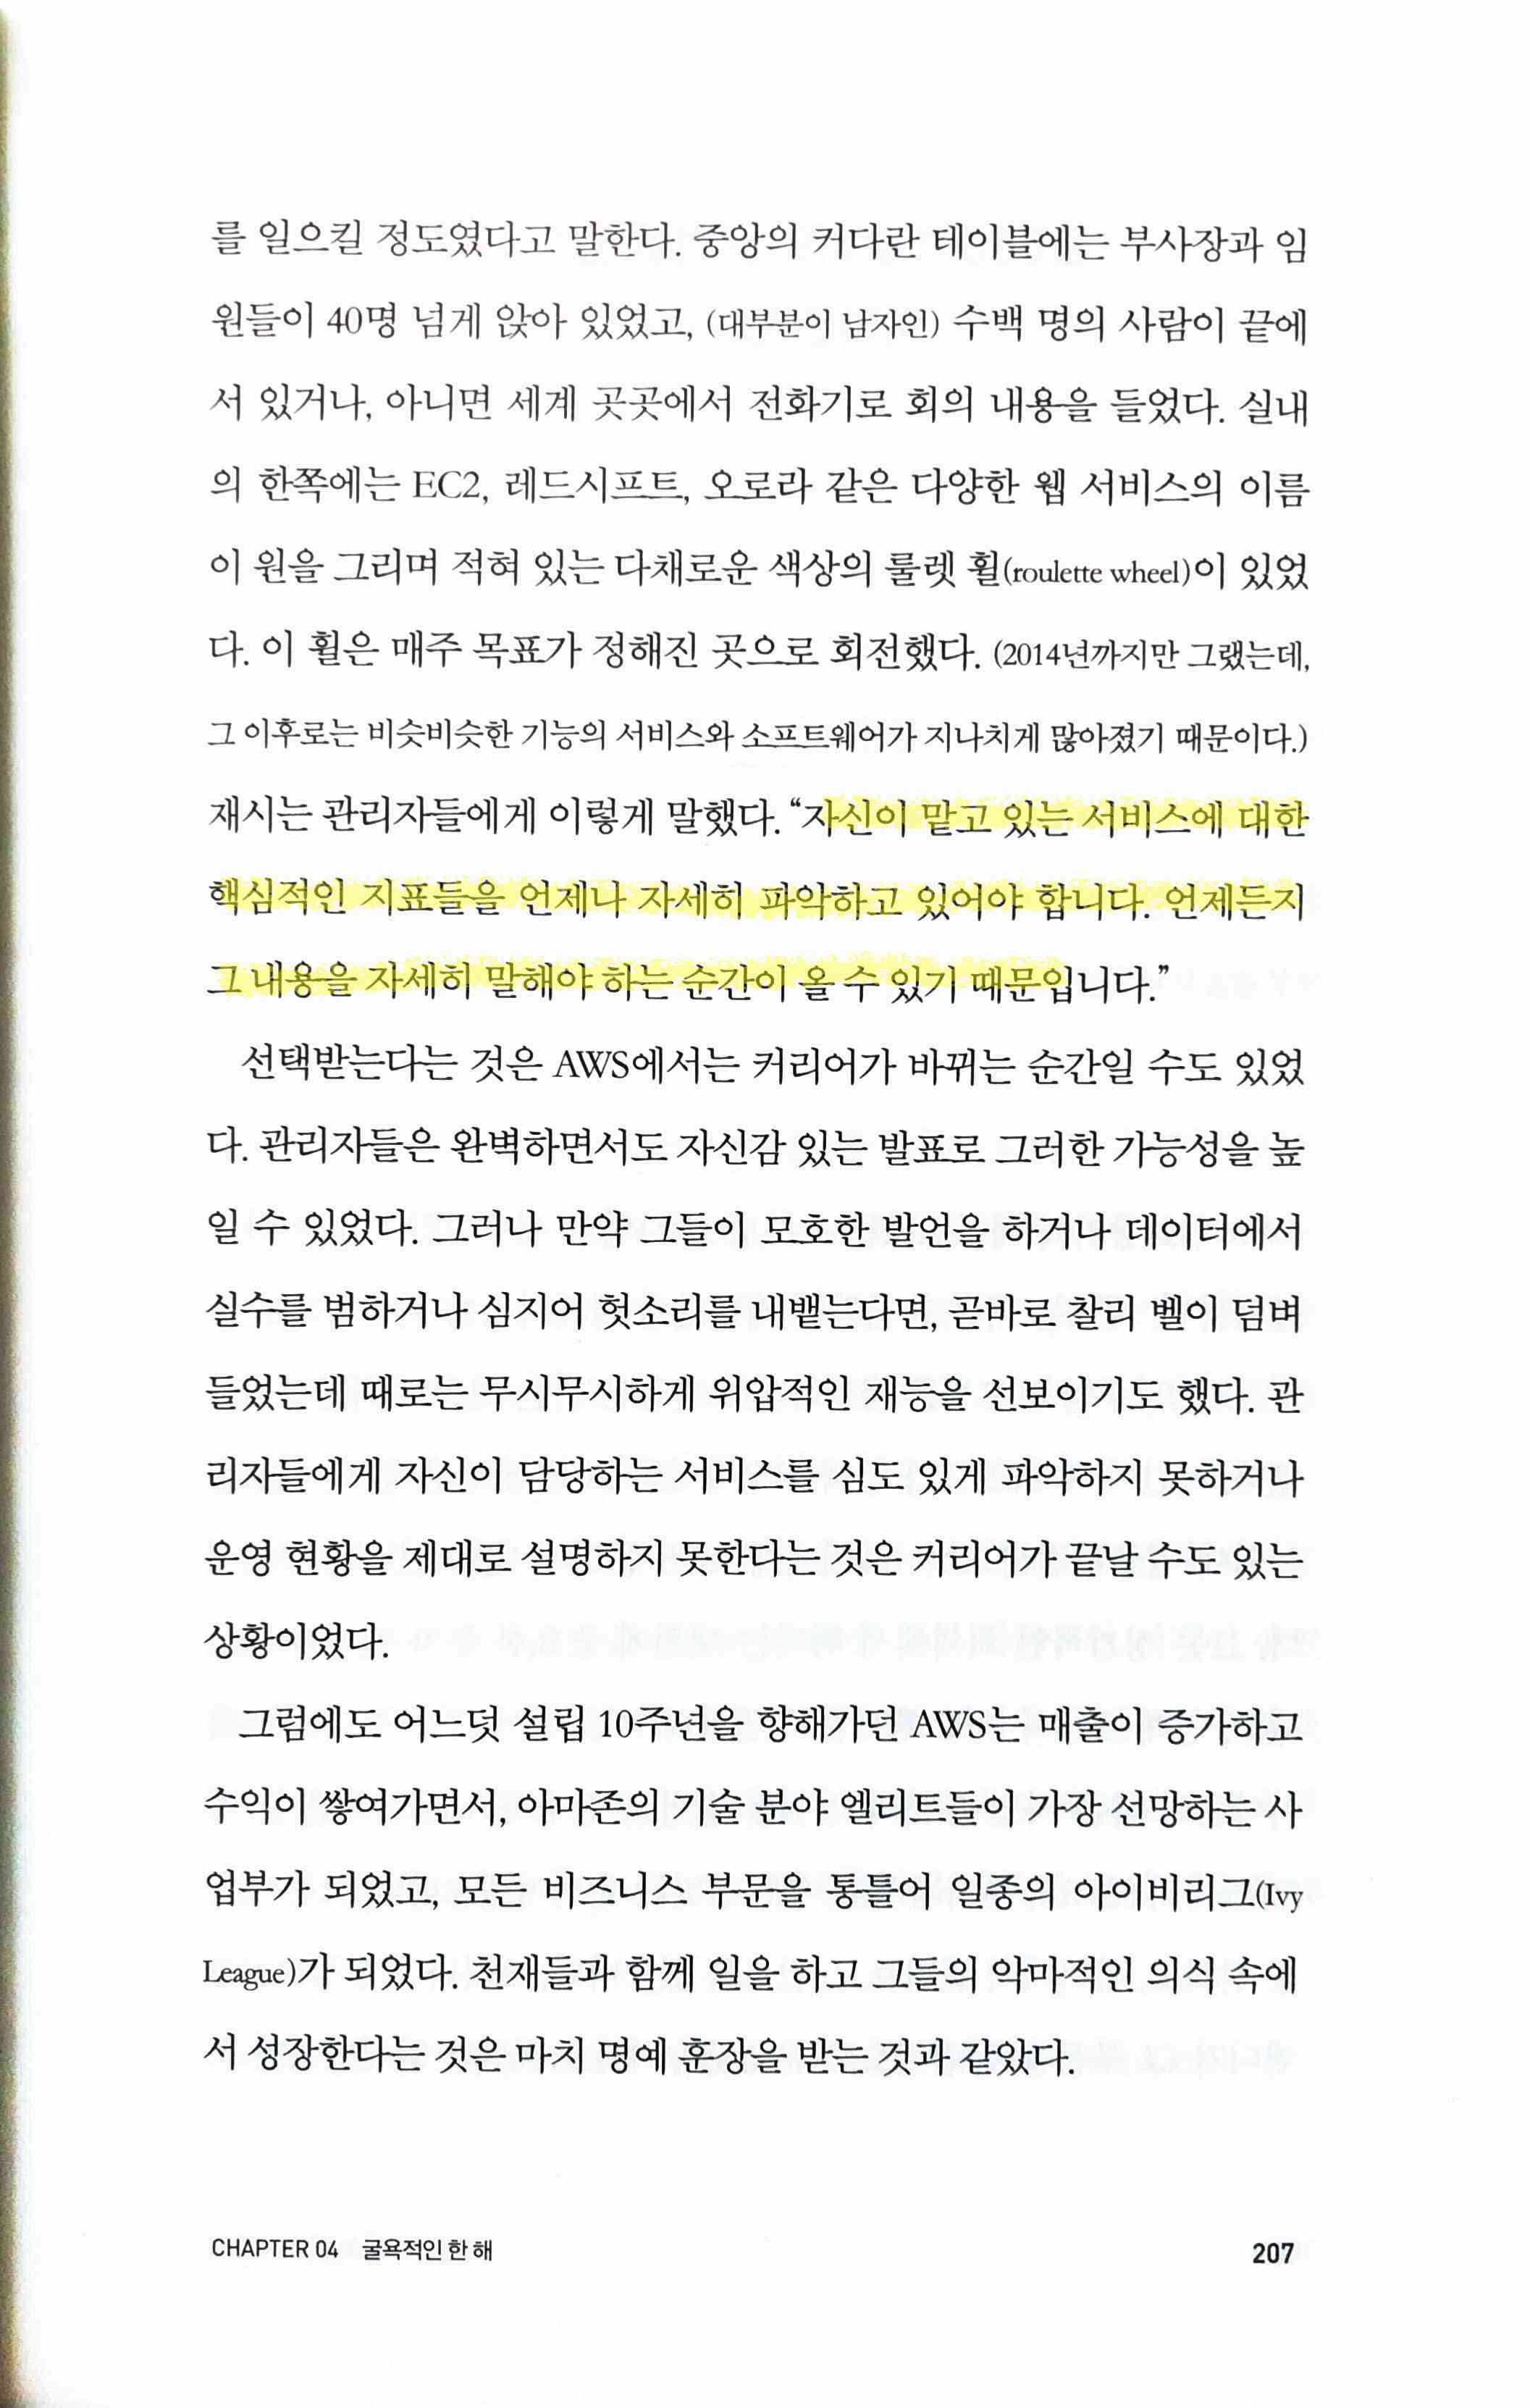 를 일으킬 정도였다고 말한다. 중앙의 커다란 테이블에는 부사장과 임
원들이 40명 넘게 앉아 있었고, (대부분이 남자인) 수백 명의 사람이 끝에
서 있거나, 아니면 세계 곳곳에서 전화기로 회의 내용을 들었다. 실내
의 한쪽에는 EC2, 레드시프트, 오로라 같은 다양한 웹 서비스의 이름
이 원을 그리며 적혀 있는 다채로운 색상의 룰렛 휠(roulette wheel)이 있었
다. 이 휠은 매주 목표가 정해진 곳으로 회전했다. (2014년까지만 그랬는데,
그 이후로는 비슷비슷한 기능의 서비스와 소프트웨어가 지나치게 많아졌기 때문이다.)
재시는 관리자들에게 이렇게 말했다. “자신이 맡고 있는 서비스에 대한
핵심적인 지표들을 언제나 자세히 파악하고 있어야 합니다. 언제든지
그 내용을 자세히 말해야 하는 순간이 올 수 있기 때문입니다.”
선택받는다는 것은 AWS에서는 커리어가 바뀌는 순간일 수도 있었
다. 관리자들은 완벽하면서도 자신감 있는 발표로 그러한 가능성을 높
일 수 있었다. 그러나 만약 그들이 모호한 발언을 하거나 데이터에서
실수를 범하거나 심지어 헛소리를 내뱉는다면, 곧바로 찰리 벨이 덤벼
들었는데 때로는 무시무시하게 위압적인 재능을 선보이기도 했다. 관
리자들에게 자신이 담당하는 서비스를 심도 있게 파악하지 못하거나
운영 현황을 제대로 설명하지 못한다는 것은 커리어가 끝날 수도 있는
상황이었다.
그럼에도 어느덧 설립 10주년을 향해가던 AWS는 매출이 증가하고
수익이 쌓여가면서, 아마존의 기술 분야 엘리트들이 가장 선망하는 사
업부가 되었고, 모든 비즈니스 부문을 통틀어 일종의 아이비리그(Ivy
League)가 되었다. 천재들과 함께 일을 하고 그들의 악마적인 의식 속에
서 성장한다는 것은 마치 명예 훈장을 받는 것과 같았다.
CHAPTER 04 굴욕적인 한 해
207